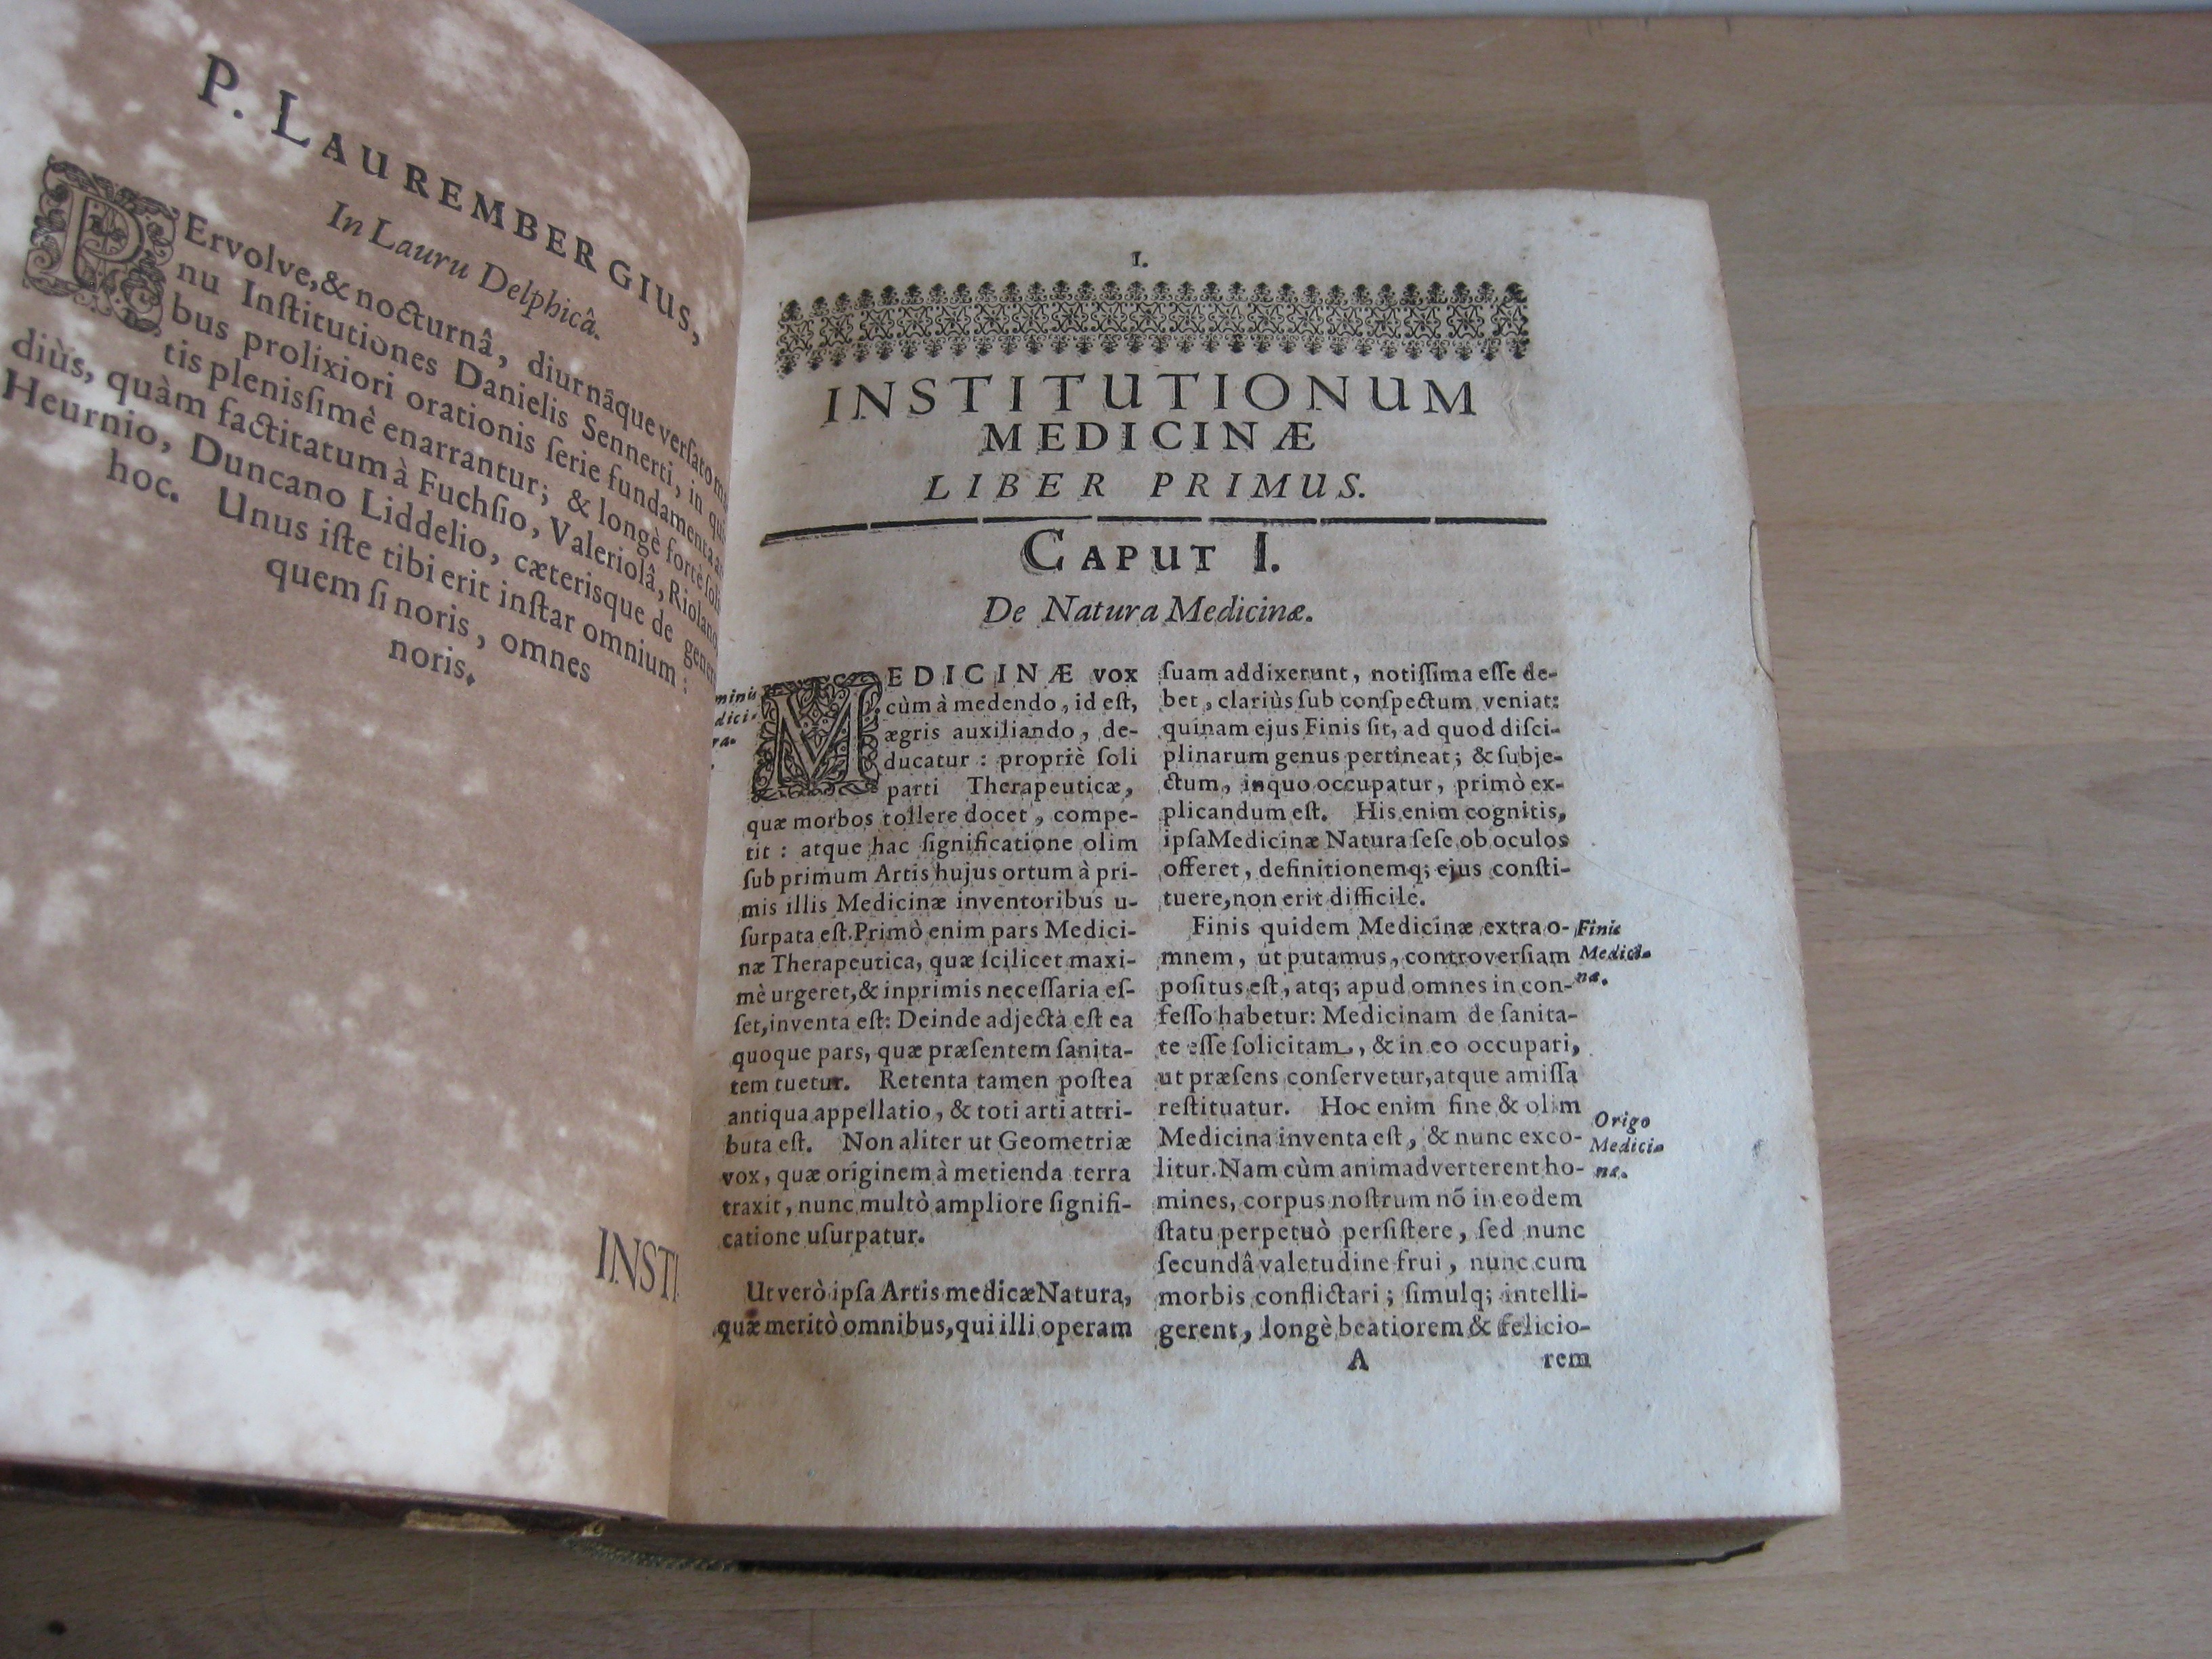 P. LAUREMBERGIUS,
In Lauru Delphicâ.
PErvolve, & nocturnâ, diurnâque verſato ma
nu Inſtitutiones Danielis Sennerti, in qui
bus prolixiori orationis ſerie fundamenta
tis pleniſſimè enarrantur; & longè fortè ſoli
diùs, quàm factitatum à Fuchſio, Valeriolâ, Riolano,
Heurnio, Duncano Liddelio, cæterisque de genere
hoc. Unus iſte tibi erit inſtar omnium:
quem ſi noris, omnes
noris.
INSTI
I.
INSTITUTIONUM
MEDICINÆ
LIBER PRIMUS.
CAPUT I.
De Natura Medicinæ.
minis
dici-
ra.
MEDICINÆ vox
cùm à medendo, id eſt,
ægris auxiliando, de-
ducatur: propriè ſoli
parti Therapeuticæ,
quæ morbos tollere docet, compe-
tit: atque hac ſignificatione olim
ſub primum Artis hujus ortum à pri-
mis illis Medicinæ inventoribus u-
ſurpata eſt. Primò enim pars Medici-
næ Therapeutica, quæ ſcilicet maxi-
mè urgeret, & inprimis neceſſaria eſ-
ſet, inventa eſt: Deinde adjecta eſt ea
quoque pars, quæ præſentem ſanita-
tem tuetur. Retenta tamen poſtea
antiqua appellatio, & toti arti attri-
buta eſt. Non aliter ut Geometriæ
vox, quæ originem à metienda terra
traxit, nunc multò ampliore ſignifi-
catione uſurpatur.
Ut verò ipſa Artis medicæ Natura,
quæ meritò omnibus, qui illi operam
ſuam addixerunt, notiſſima eſſe de-
bet, clariùs ſub conſpectum veniat:
quinam ejus Finis ſit, ad quod diſci-
plinarum genus pertineat; & ſubje-
ctum, in quo occupatur, primò ex-
plicandum eſt. His enim cognitis,
ipſa Medicinæ Natura ſeſe ob oculos
offeret, definitionemq; ejus conſti-
tuere, non erit difficile.
Finis quidem Medicinæ extra o-
mnem, ut putamus, controverſiam
poſitus eſt, atq; apud omnes in con-
feſſo habetur: Medicinam de ſanita-
te eſſe ſolicitam, & in eo occupari,
ut præſens conſervetur, atque amiſſa
reſtituatur. Hoc enim fine & olim
Medicina inventa eſt, & nunc exco-
litur. Nam cùm animadverterent ho-
mines, corpus noſtrum nõ in eodem
ſtatu perpetuò perſiſtere, ſed nunc
ſecundâ valetudine frui, nunc cum
morbis conflictari; ſimulq; intelli-
gerent, longè beatiorem & felicio-
Finis
Medici-
næ.
Origo
Medici-
næ.
A rem